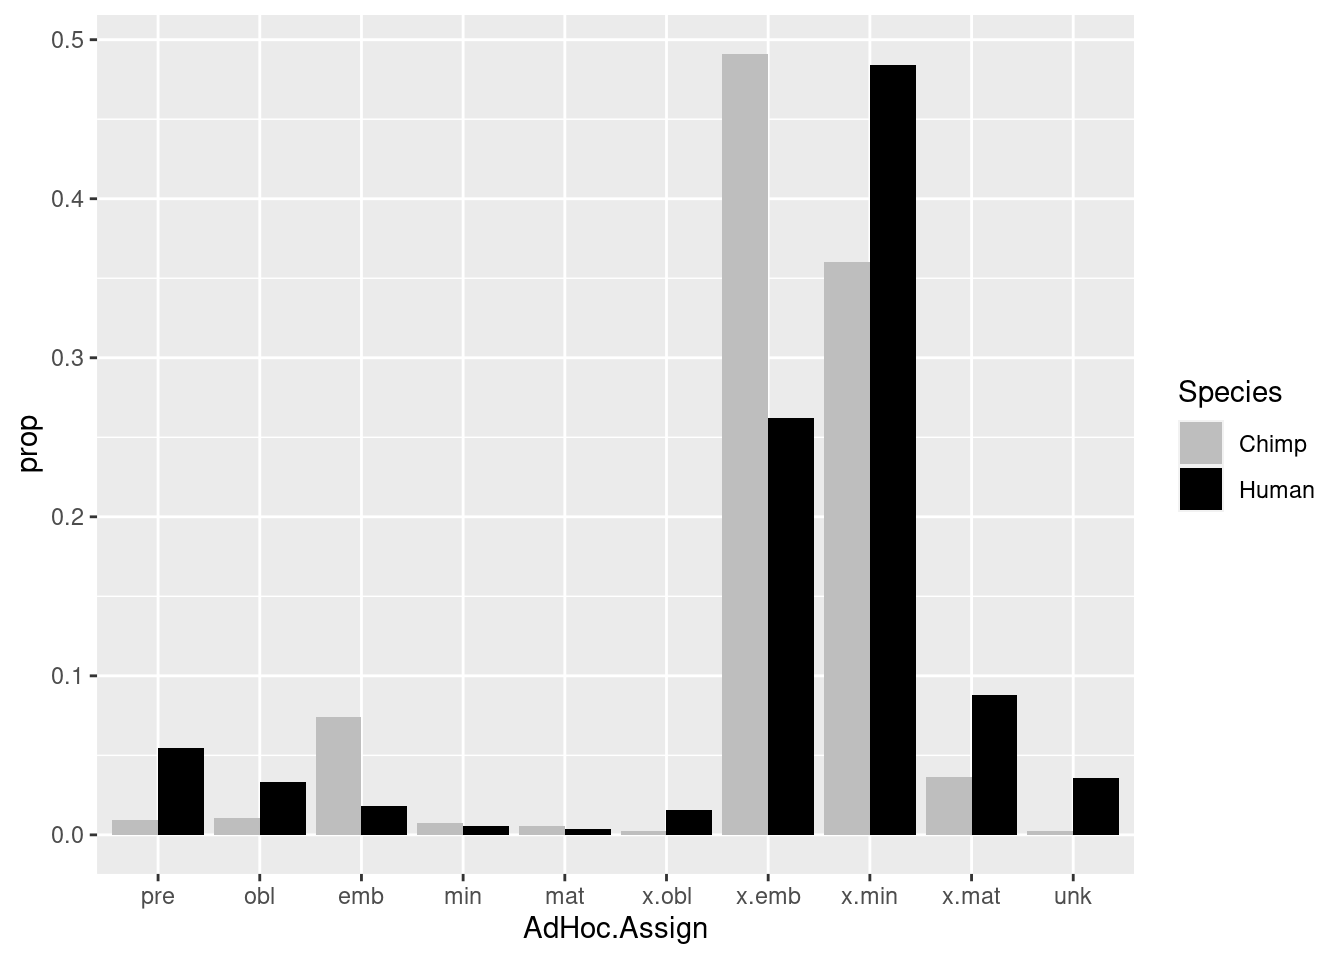 0.5
0.4
0.3
0.2
0.1
0.0
prop
pre obl emb min mat x.obl x.emb x.min x.mat unk
AdHoc.Assign
Species
Chimp
Human